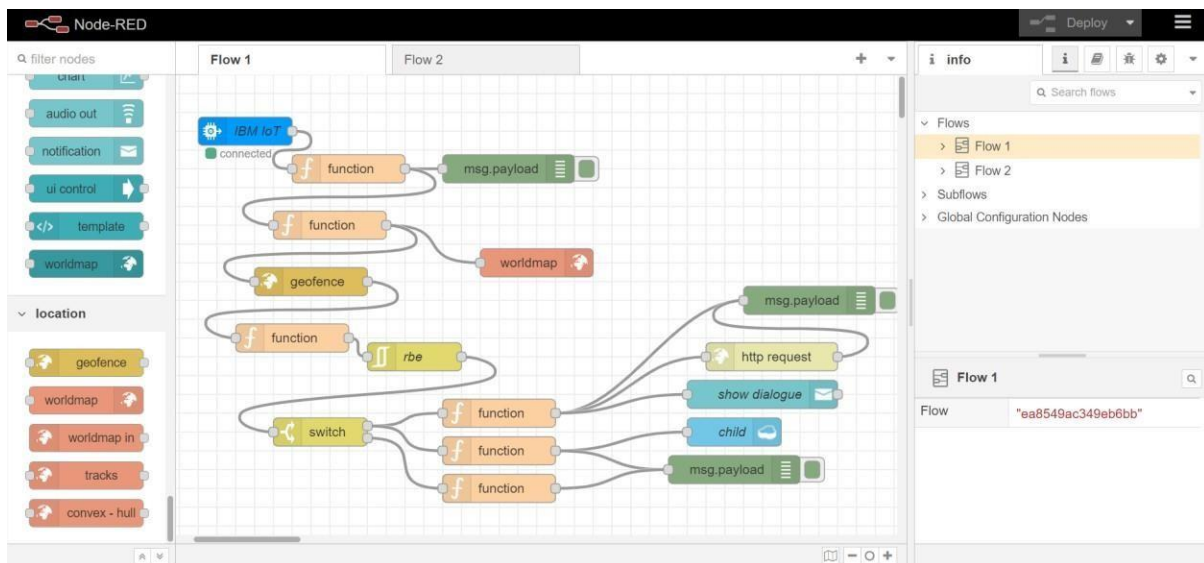 Node-RED
Deploy
filter nodes
chart
audio out
notification
ui control
</> template
worldmap
location
geofence
worldmap
worldmap in
tracks
convex - hull
Flow 1
Flow 2
IBM IoT
connected
function
msg.payload
function
worldmap
geofence
msg.payload
function
rbe
http request
show dialogue
function
switch
child
function
msg.payload
function
i info
i
Search flows
Flows
Flow 1
Flow 2
Subflows
Global Configuration Nodes
Flow 1
Flow "ea8549ac349eb6bb"